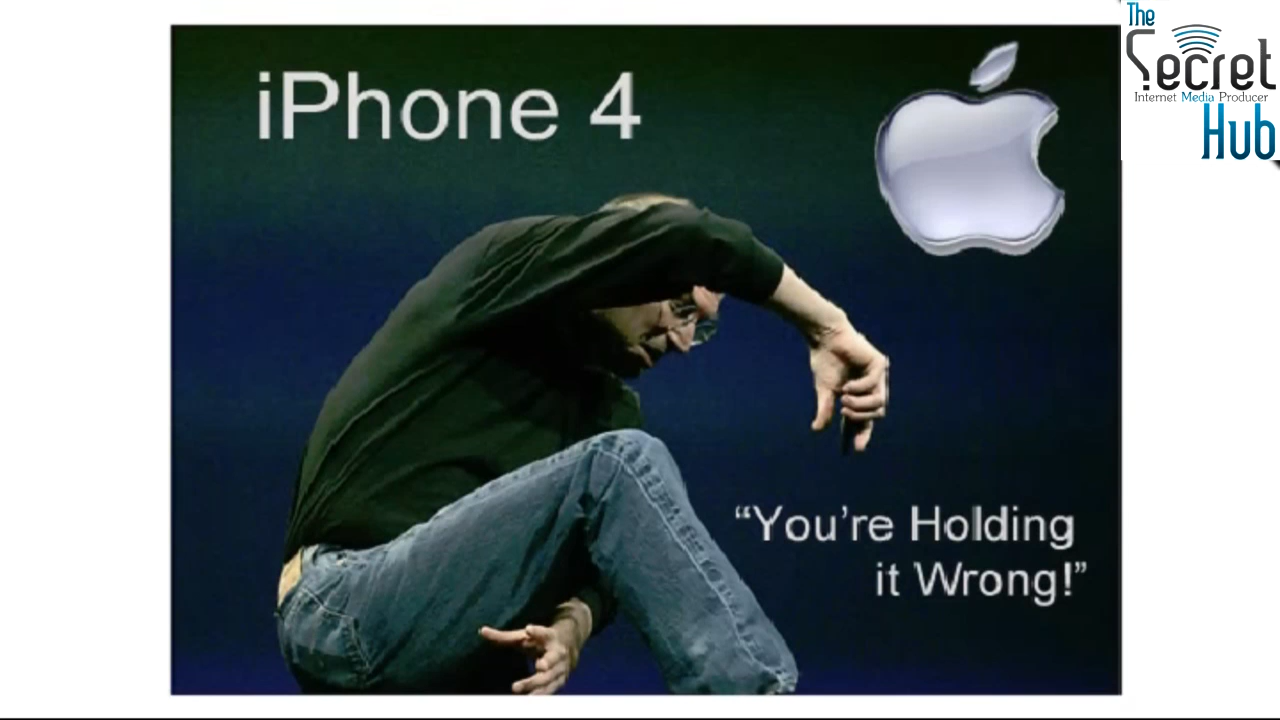 iPhone 4
“You’re Holding
it Wrong!”
The
Secret
Internet Media Producer
Hub